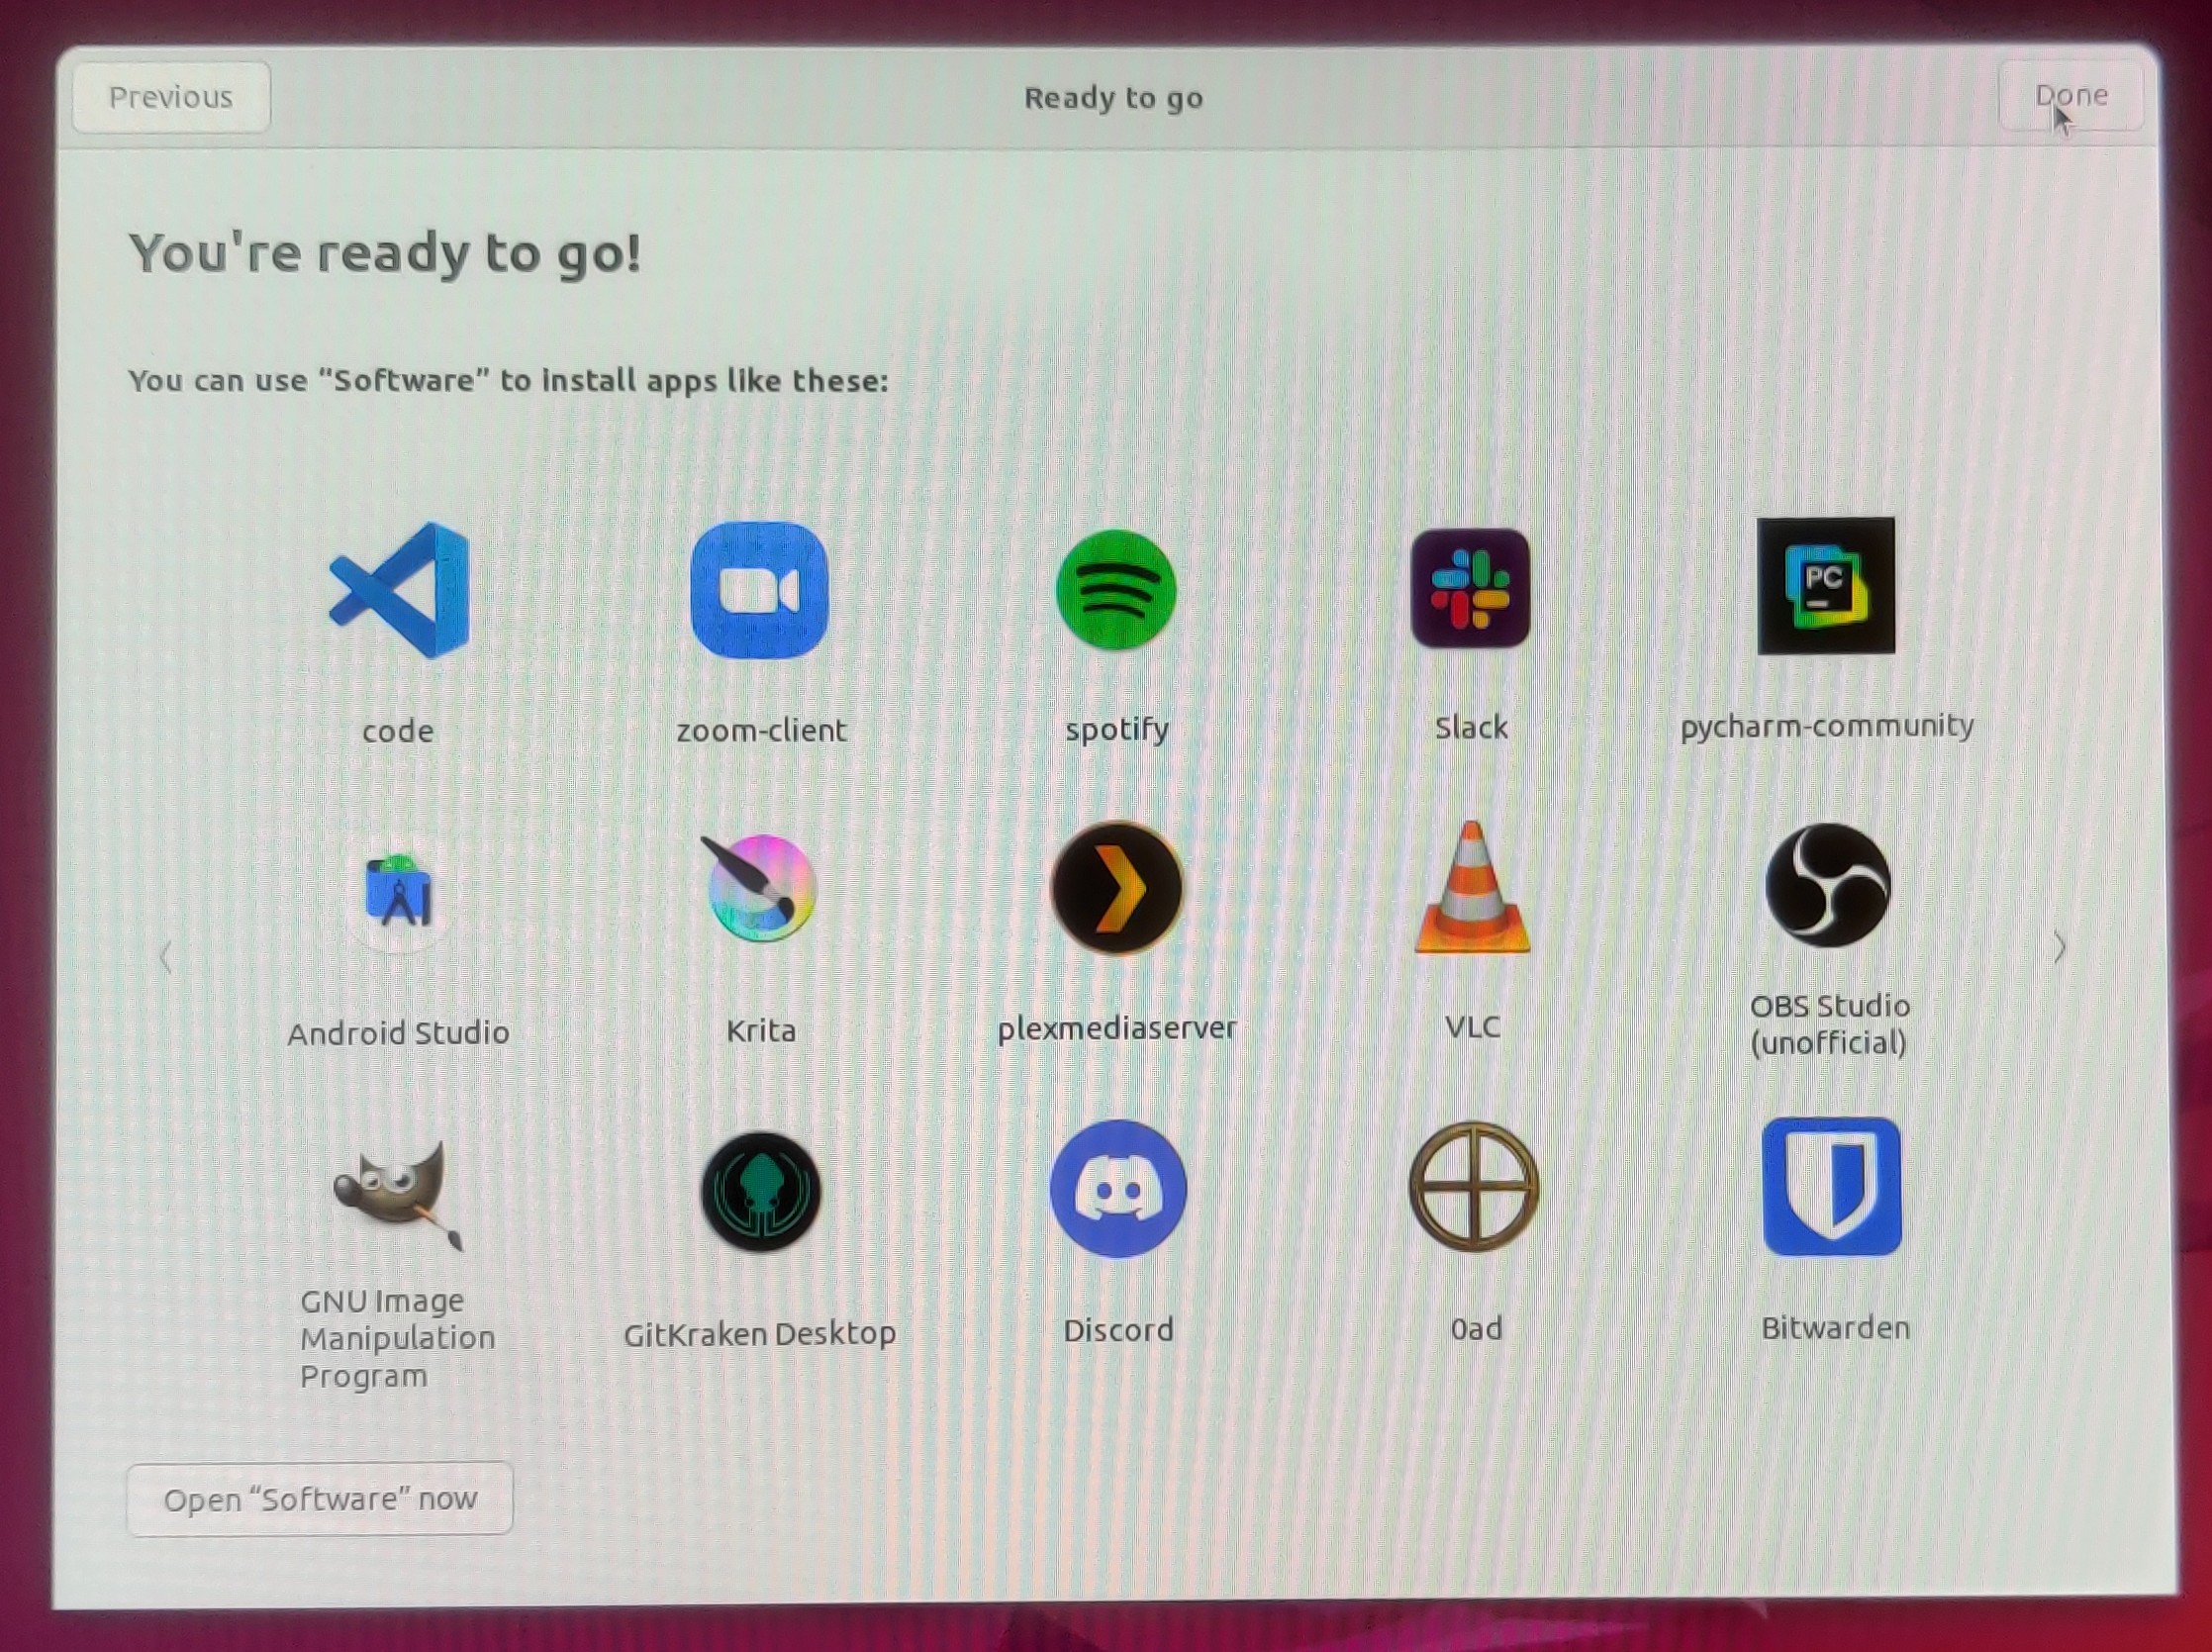 Previous
Ready to go
Done
You're ready to go!
You can use “Software” to install apps like these:
PC
code
zoom-client
spotify
Slack
pycharm-community
Android Studio
Krita
plexmediaserver
VLC
OBS Studio
(unofficial)
GNU Image
Manipulation
Program
GitKraken Desktop
Discord
0ad
Bitwarden
Open “Software” now